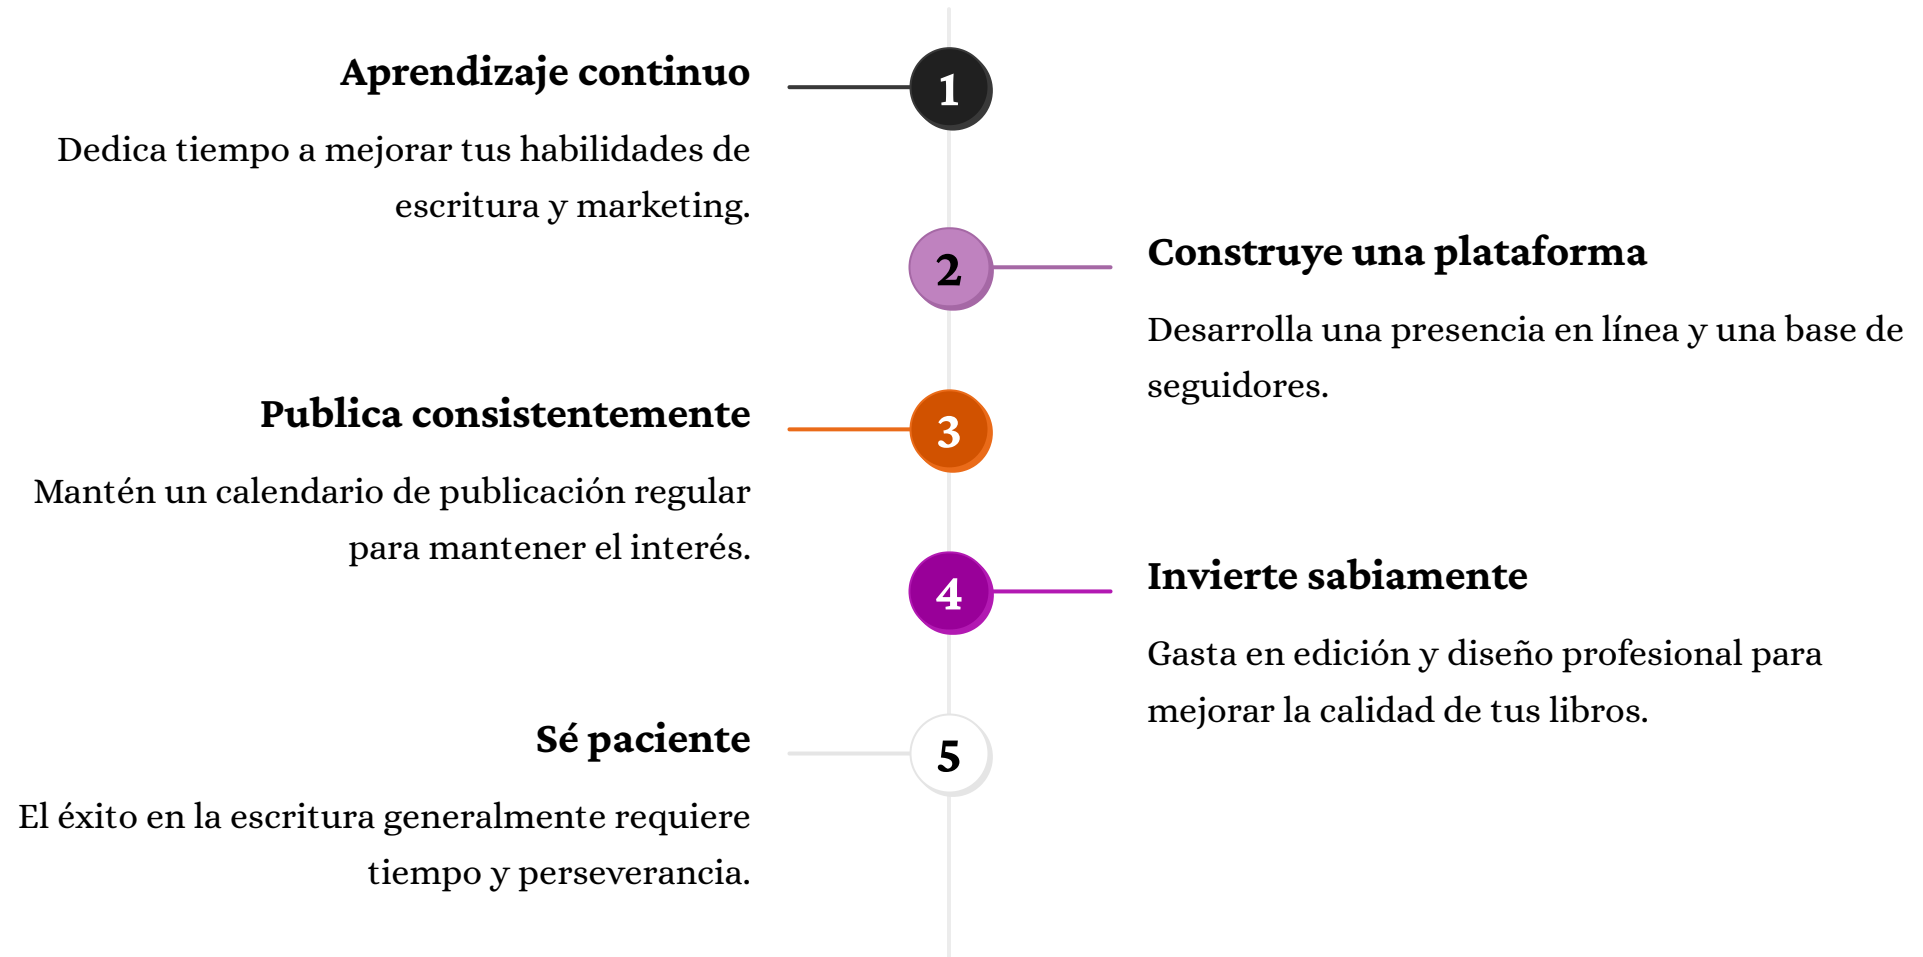 Aprendizaje continuo
1
Dedica tiempo a mejorar tus habilidades de
escritura y marketing.
2
Construye una plataforma
Desarrolla una presencia en línea y una base de
seguidores.
Publica consistentemente
3
Mantén un calendario de publicación regular
para mantener el interés.
4
Invierte sabiamente
Gasta en edición y diseño profesional para
mejorar la calidad de tus libros.
Sé paciente
5
El éxito en la escritura generalmente requiere
tiempo y perseverancia.